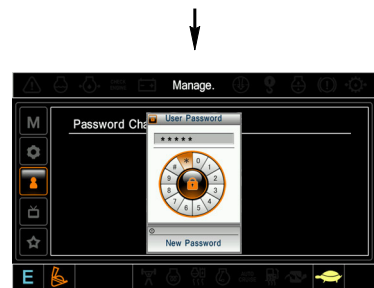 Manage.
M
Password Cha
User Password
*****
* 0 1 2 3 4 5 6 7 8 9 #
New Password
E